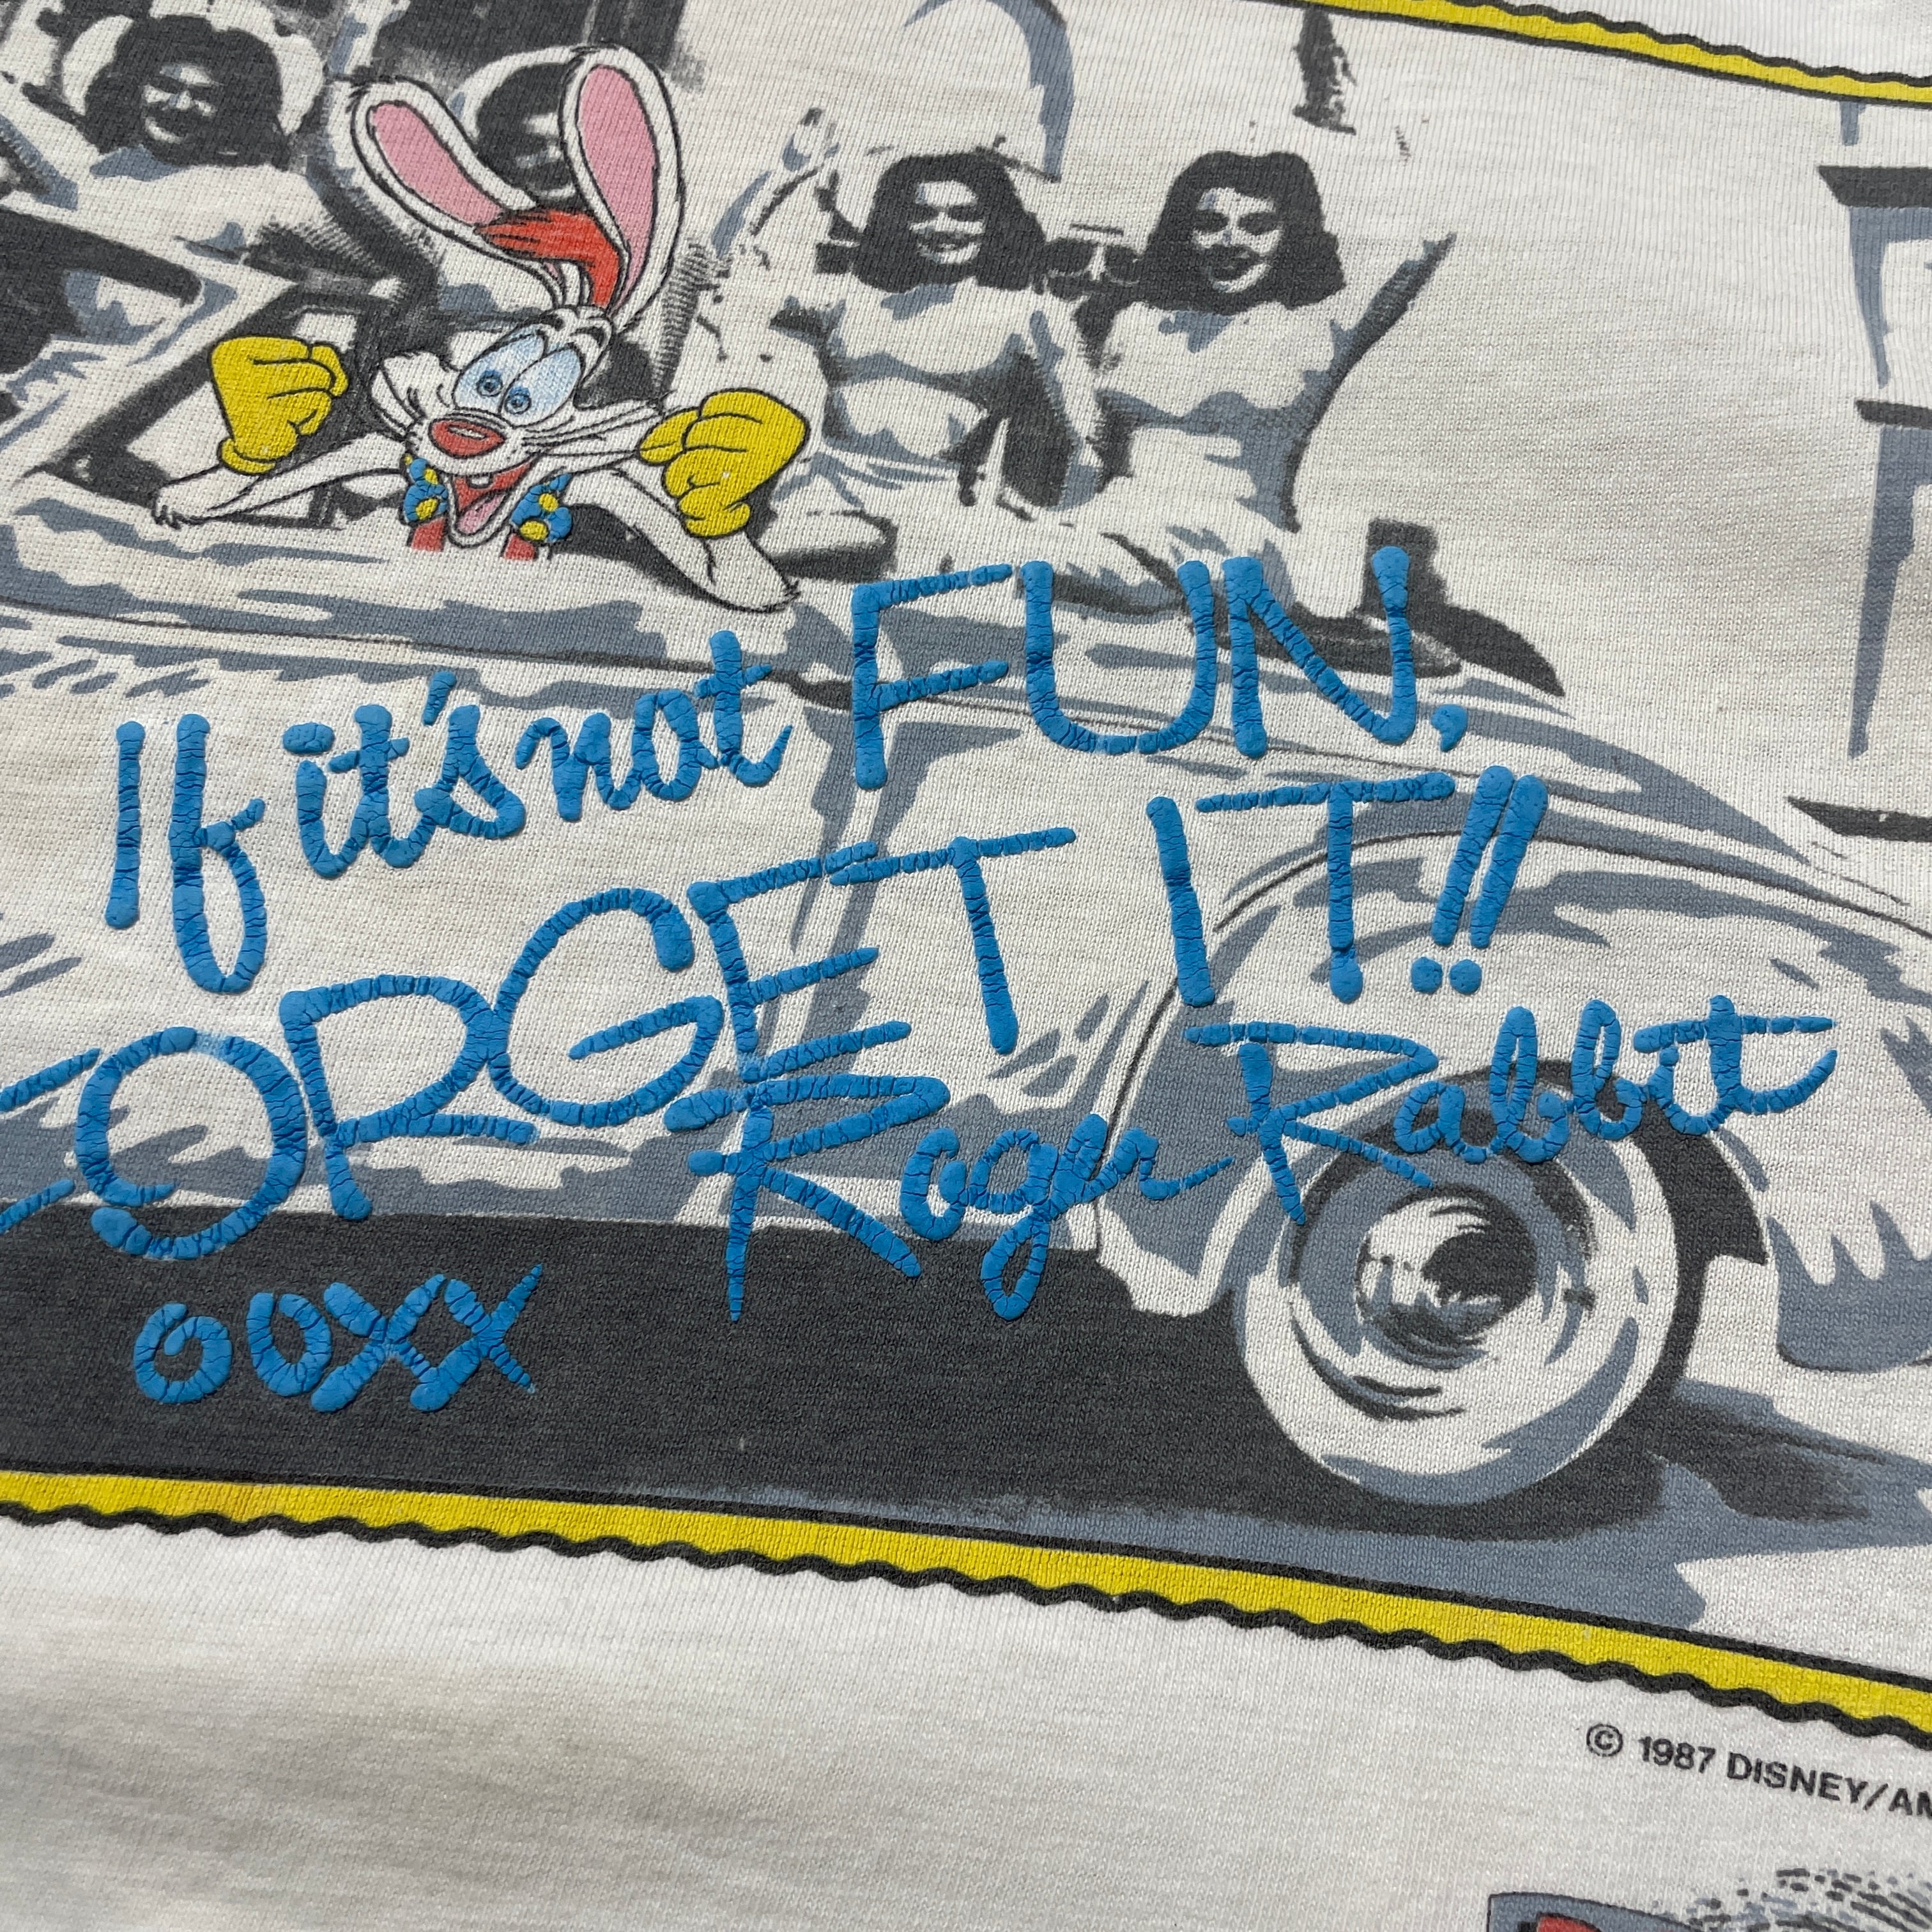 If it's not FUN,
FORGET IT!!
Roger Rabbit
ooxx
© 1987 DISNEY/AM